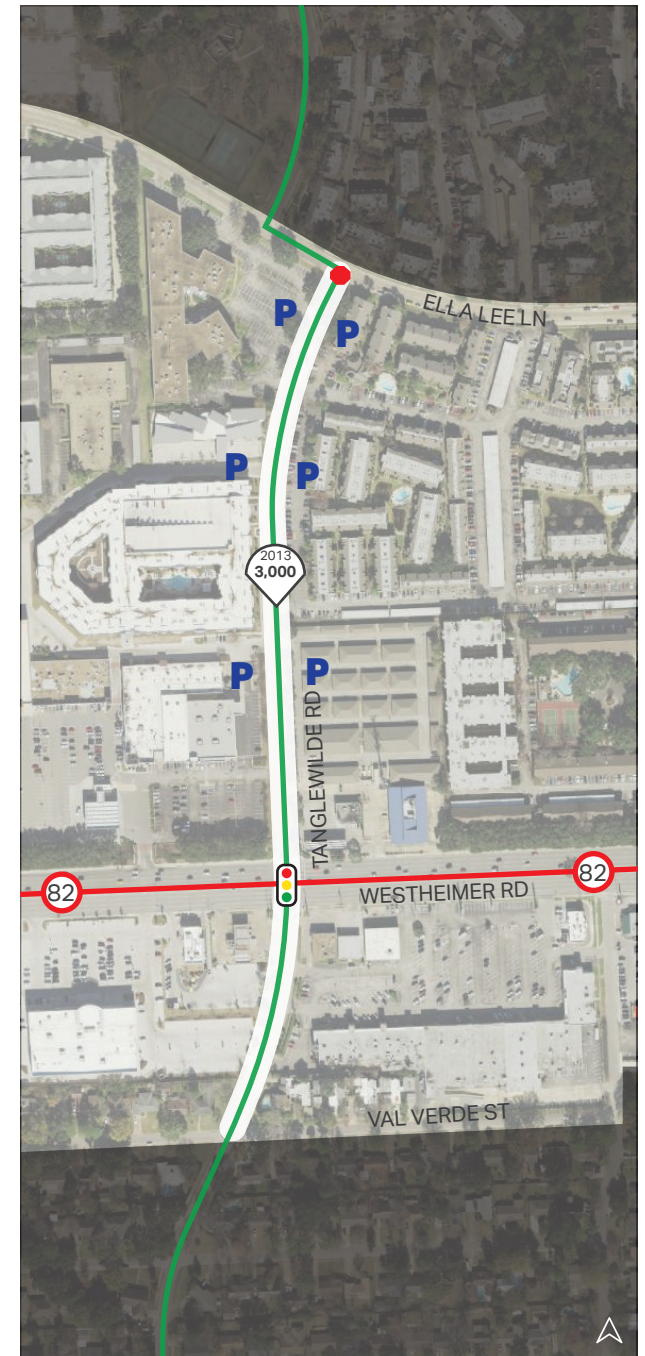 ELLA LEE LN
P
P
P
P
2013
3,000
P
P
TANGLEWILDE RD
82
82
WESTHEIMER RD
VAL VERDE ST